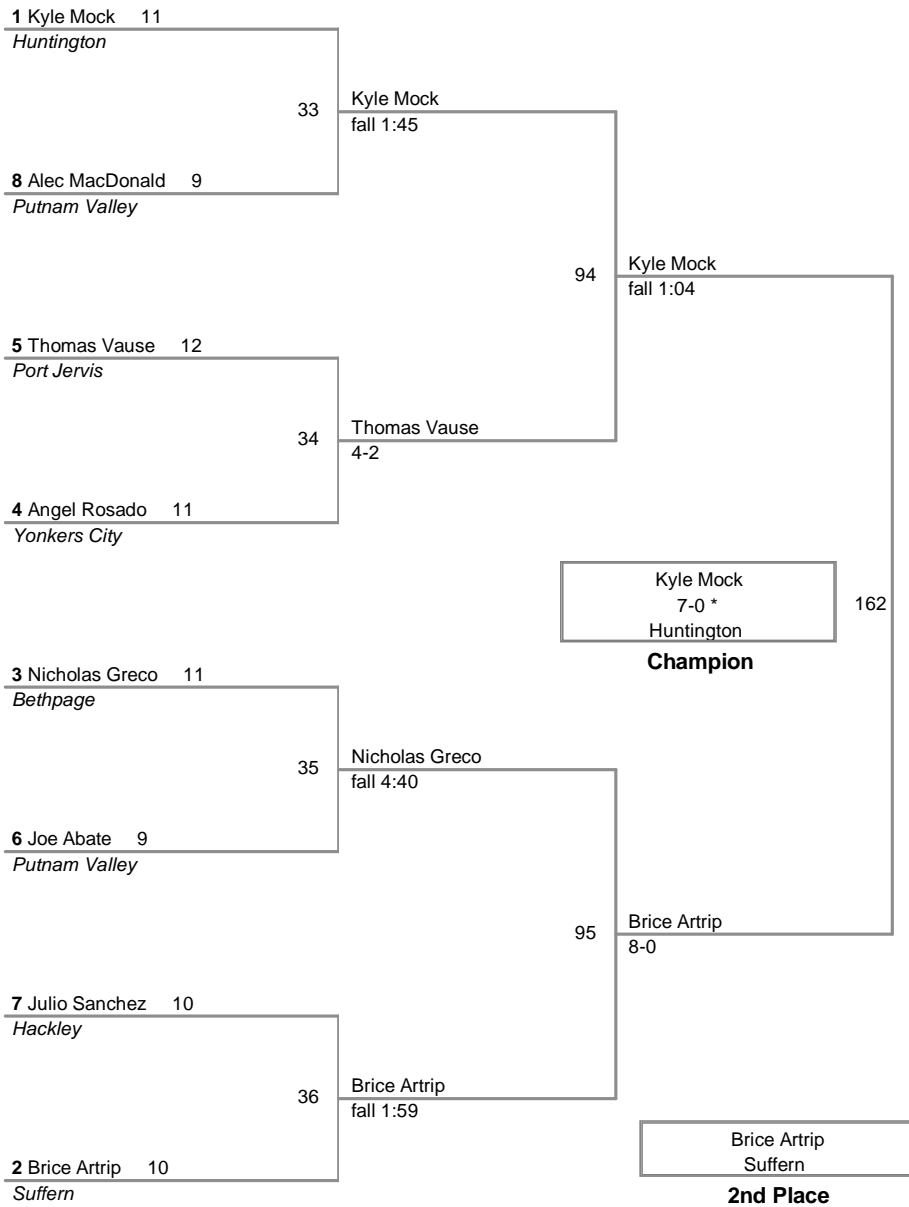 1 Kyle Mock 11
Huntington
33
Kyle Mock
fall 1:45
8 Alec MacDonald 9
Putnam Valley
94
Kyle Mock
fall 1:04
5 Thomas Vause 12
Port Jervis
34
Thomas Vause
4-2
4 Angel Rosado 11
Yonkers City
Kyle Mock
7-0 *
Huntington
Champion
162
3 Nicholas Greco 11
Bethpage
35
Nicholas Greco
fall 4:40
6 Joe Abate 9
Putnam Valley
95
Brice Artrip
8-0
7 Julio Sanchez 10
Hackley
36
Brice Artrip
fall 1:59
2 Brice Artrip 10
Suffern
Brice Artrip
Suffern
2nd Place